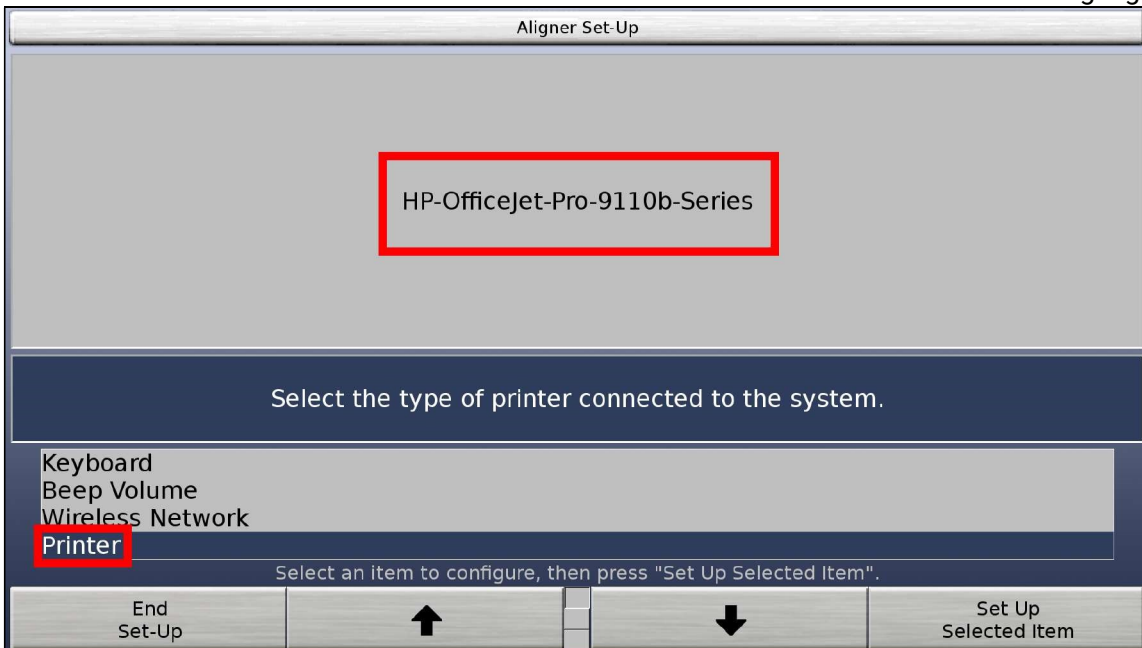 Aligner Set-Up
HP-OfficeJet-Pro-9110b-Series
Select the type of printer connected to the system.
Keyboard
Beep Volume
Wireless Network
Printer
Select an item to configure, then press "Set Up Selected Item".
End
Set-Up
Set Up
Selected Item